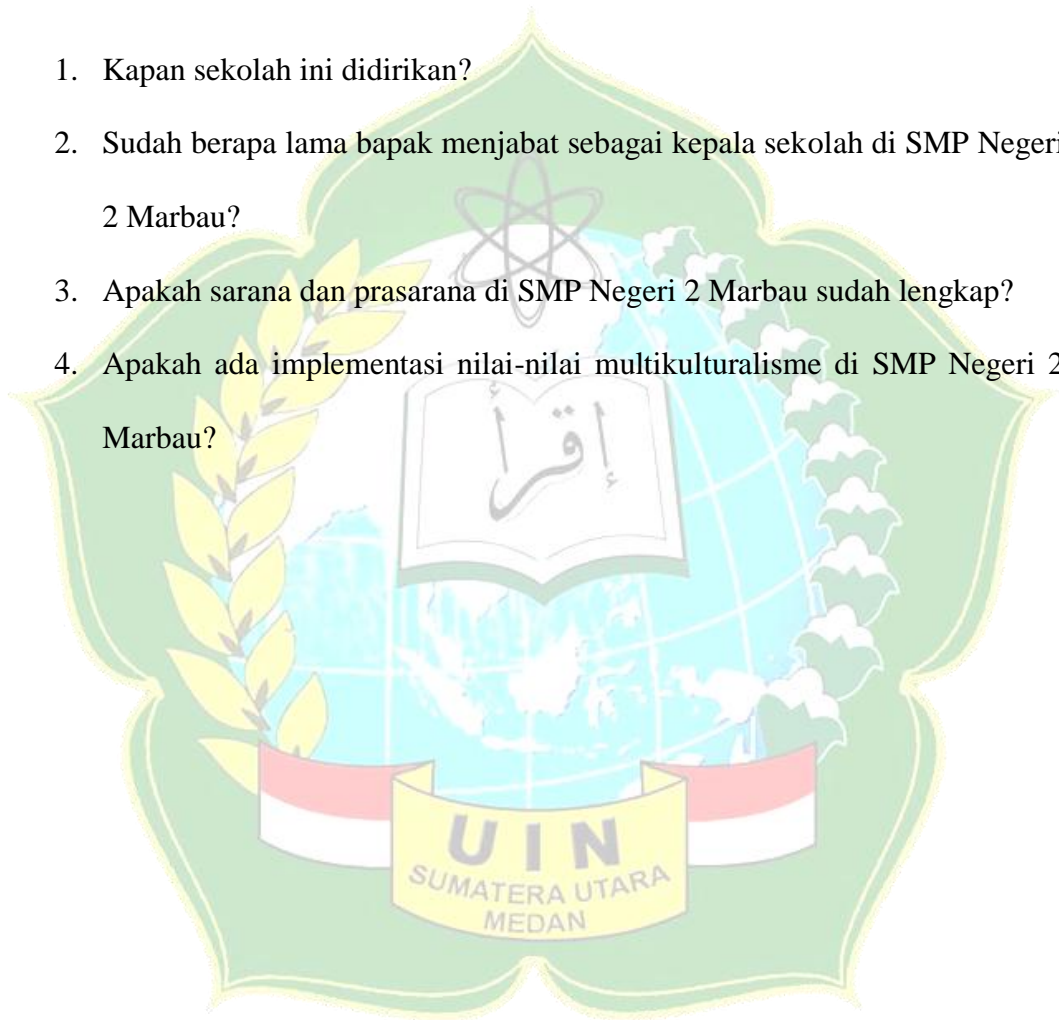 1. Kapan sekolah ini didirikan?
2. Sudah berapa lama bapak menjabat sebagai kepala sekolah di SMP Negeri
2 Marbau?
3. Apakah sarana dan prasarana di SMP Negeri 2 Marbau sudah lengkap?
4. Apakah ada implementasi nilai-nilai multikulturalisme di SMP Negeri 2
Marbau?
إقرأ
UIN
SUMATERA UTARA
MEDAN